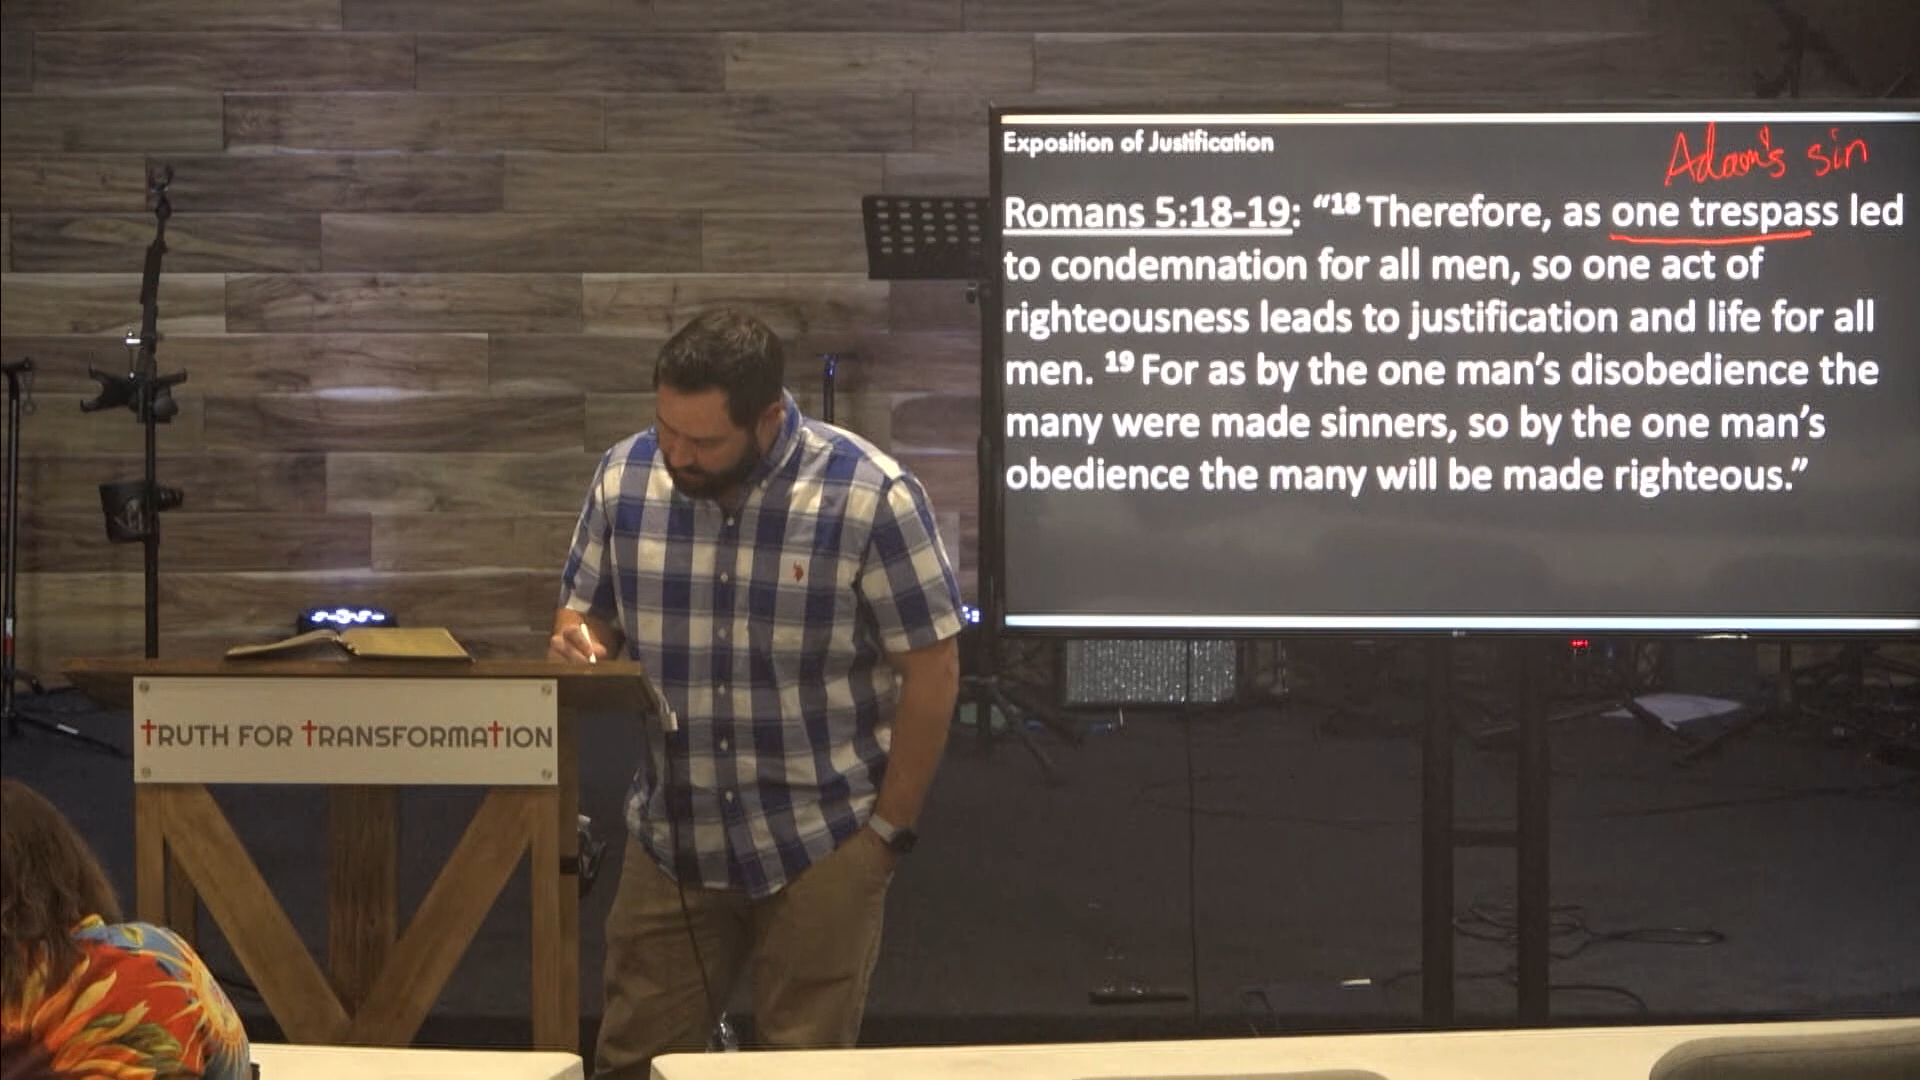 Exposition of Justification
Adam's sin
Romans 5:18-19: “18 Therefore, as one trespass led
to condemnation for all men, so one act of
righteousness leads to justification and life for all
men. 19 For as by the one man’s disobedience the
many were made sinners, so by the one man’s
obedience the many will be made righteous.”
TRUTH FOR TRANSFORMATION